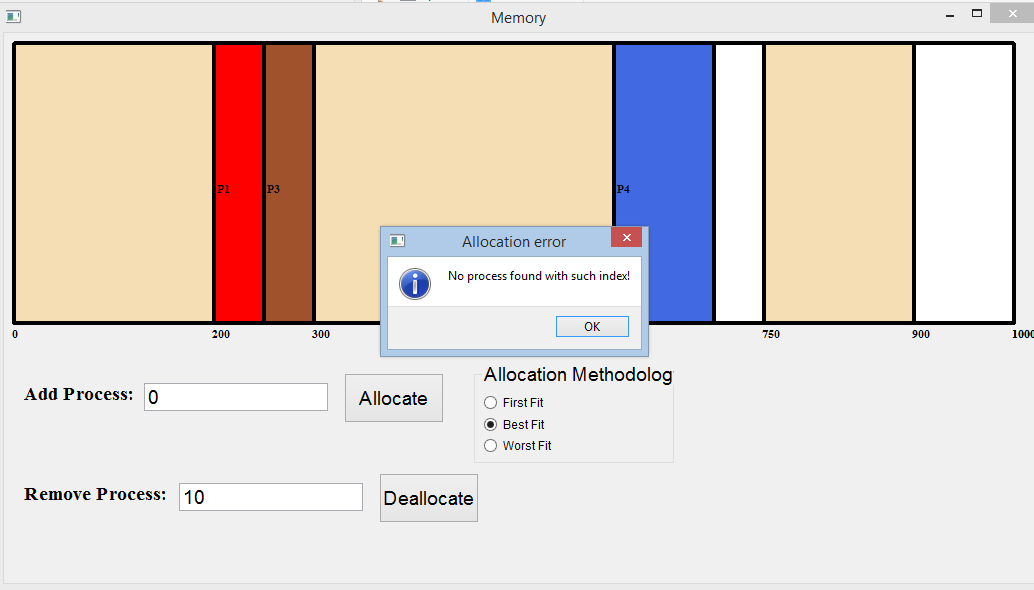 Memory
P1 P3 P4
Allocation error
No process found with such index!
OK
0 200 300 750 900 1000
Add Process: 0 Allocate
Allocation Methodolog
First Fit
Best Fit
Worst Fit
Remove Process: 10 Deallocate